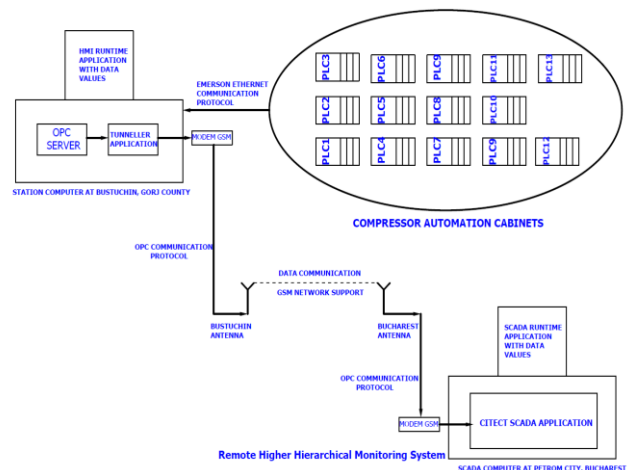 HMI RUNTIME
APPLICATION
WITH DATA
VALUES
EMERSON ETHERNET
COMMUNICATION
PROTOCOL
OPC
SERVER
TUNNELLER
APPLICATION
MODEM GSM
STATION COMPUTER AT BUSTUCHIN, GORJ COUNTY
PLC3
PLC6
PLC9
PLC11
PLC13
PLC2
PLC5
PLC8
PLC10
PLC1
PLC4
PLC7
PLC9
PLC12
COMPRESSOR AUTOMATION CABINETS
OPC COMMUNICATION
PROTOCOL
DATA COMMUNICATION
GSM NETWORK SUPPORT
BUSTUCHIN
ANTENNA
BUCHAREST
ANTENNA
SCADA RUNTIME
APPLICATION
WITH DATA
VALUES
OPC COMMUNICATION
PROTOCOL
MODEM GSM
CITECT SCADA APPLICATION
Remote Higher Hierarchical Monitoring System
SCADA COMPUTER AT PETROM CITY, BUCHAREST